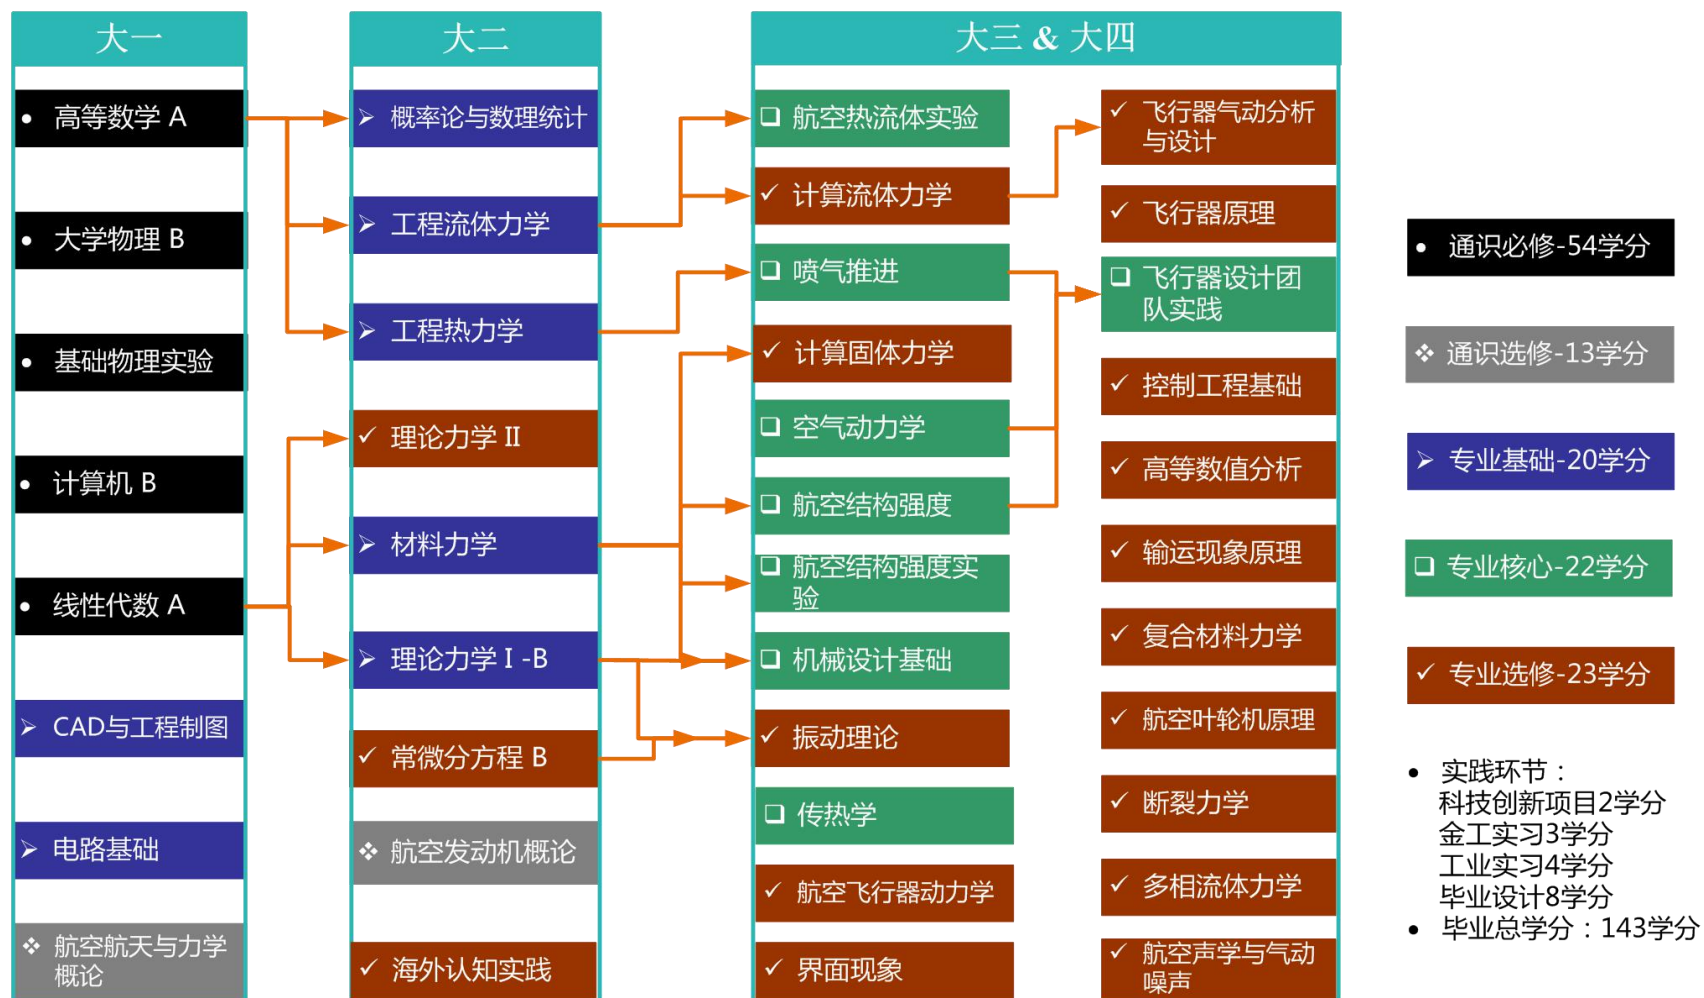 大一
高等数学 A
大学物理 B
基础物理实验
计算机 B
线性代数 A
CAD与工程制图
电路基础
航空航天与力学
概论
大二
概率论与数理统计
工程流体力学
工程热力学
理论力学 II
材料力学
理论力学 I -B
常微分方程 B
航空发动机概论
海外认知实践
大三 & 大四
航空热流体实验
计算流体力学
喷气推进
计算固体力学
空气动力学
航空结构强度
航空结构强度实
验
机械设计基础
振动理论
传热学
航空飞行器动力学
界面现象
飞行器气动分析
与设计
飞行器原理
飞行器设计团
队实践
控制工程基础
高等数值分析
输运现象原理
复合材料力学
航空叶轮机原理
断裂力学
多相流体力学
航空声学与气动
噪声
通识必修-54学分
通识选修-13学分
专业基础-20学分
专业核心-22学分
专业选修-23学分
实践环节：
科技创新项目2学分
金工实习3学分
工业实习4学分
毕业设计8学分
毕业总学分：143学分